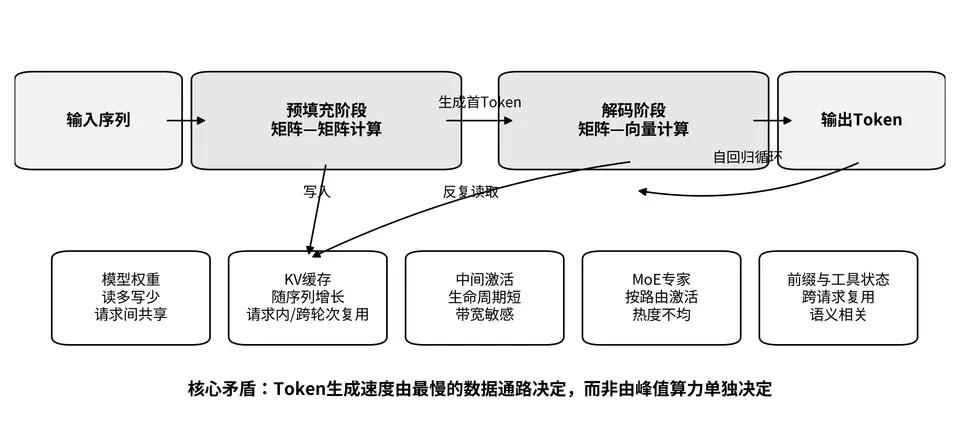 输入序列
预填充阶段
矩阵—矩阵计算
生成首Token
解码阶段
矩阵—向量计算
输出Token
自回归循环
写入
反复读取
模型权重
读多写少
请求间共享
KV缓存
随序列增长
请求内/跨轮次复用
中间激活
生命周期短
带宽敏感
MoE专家
按路由激活
热度不均
前缀与工具状态
跨请求复用
语义相关
核心矛盾：Token生成速度由最慢的数据通路决定，而非由峰值算力单独决定